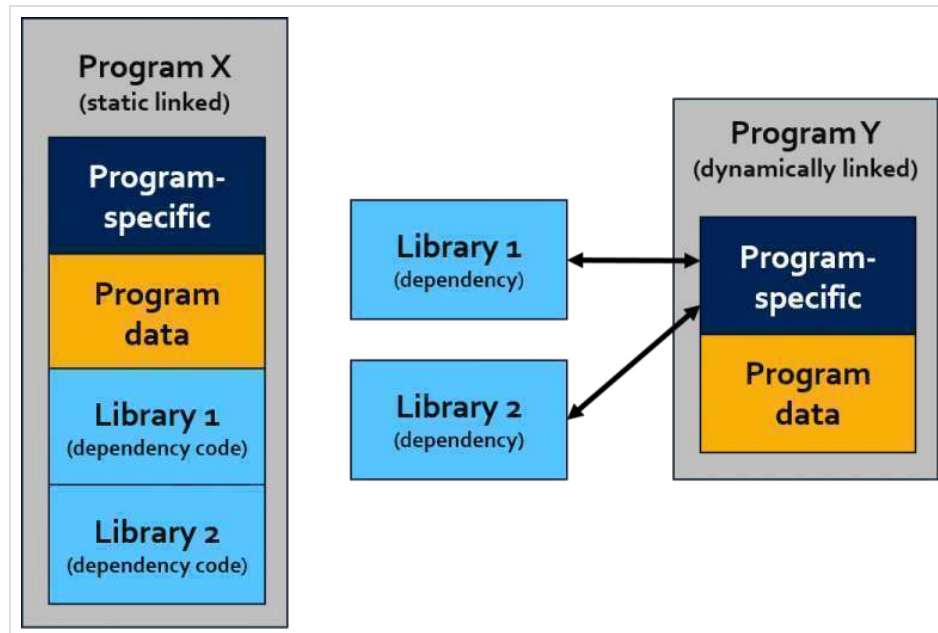 Program X
(static linked)
Program-
specific
Program
data
Library 1
(dependency code)
Library 2
(dependency code)
Library 1
(dependency)
Library 2
(dependency)
Program Y
(dynamically linked)
Program-
specific
Program
data